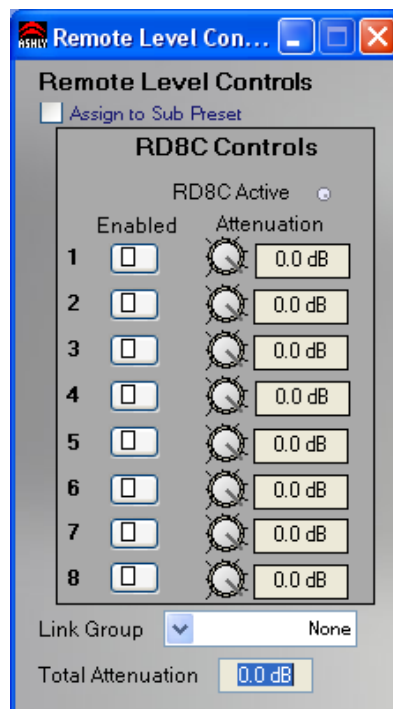 ASHLY Remote Level Con...
Remote Level Controls
Assign to Sub Preset
RD8C Controls
RD8C Active
Enabled Attenuation
1 0.0 dB
2 0.0 dB
3 0.0 dB
4 0.0 dB
5 0.0 dB
6 0.0 dB
7 0.0 dB
8 0.0 dB
Link Group None
Total Attenuation 0.0 dB